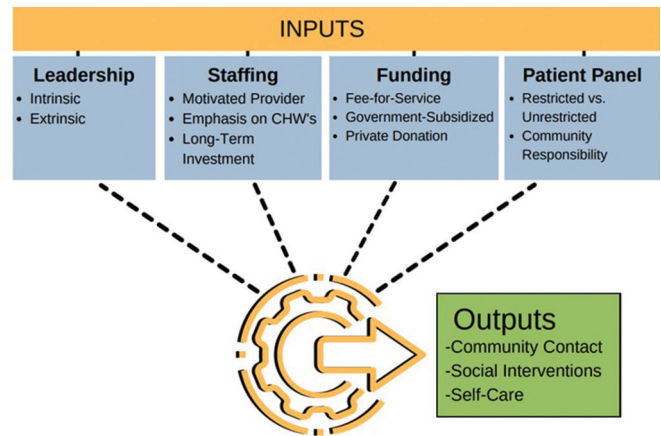 INPUTS
Leadership
• Intrinsic
• Extrinsic
Staffing
• Motivated Provider
• Emphasis on CHW's
• Long-Term
Investment
Funding
• Fee-for-Service
• Government-Subsidized
• Private Donation
Patient Panel
• Restricted vs.
Unrestricted
• Community
Responsibility
Outputs
-Community Contact
-Social Interventions
-Self-Care